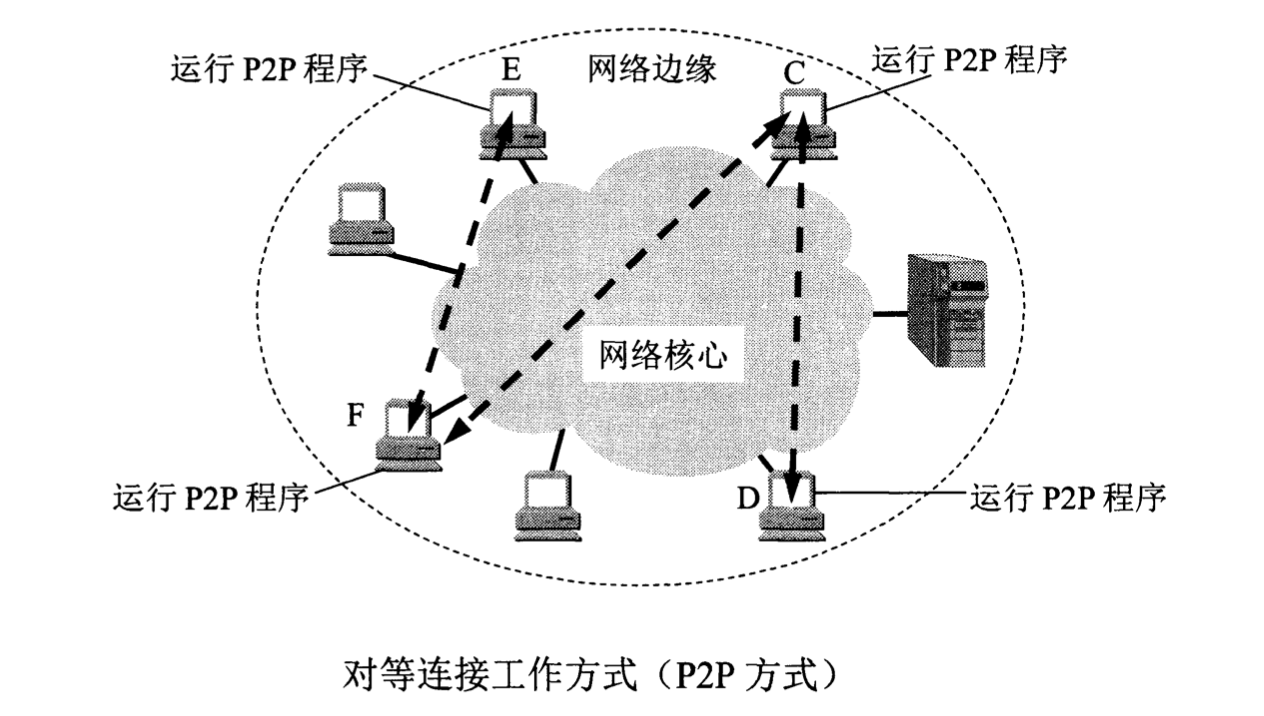 运行 P2P 程序
E
网络边缘
C
运行 P2P 程序
网络核心
F
运行 P2P 程序
D
运行 P2P 程序
对等连接工作方式（P2P 方式）